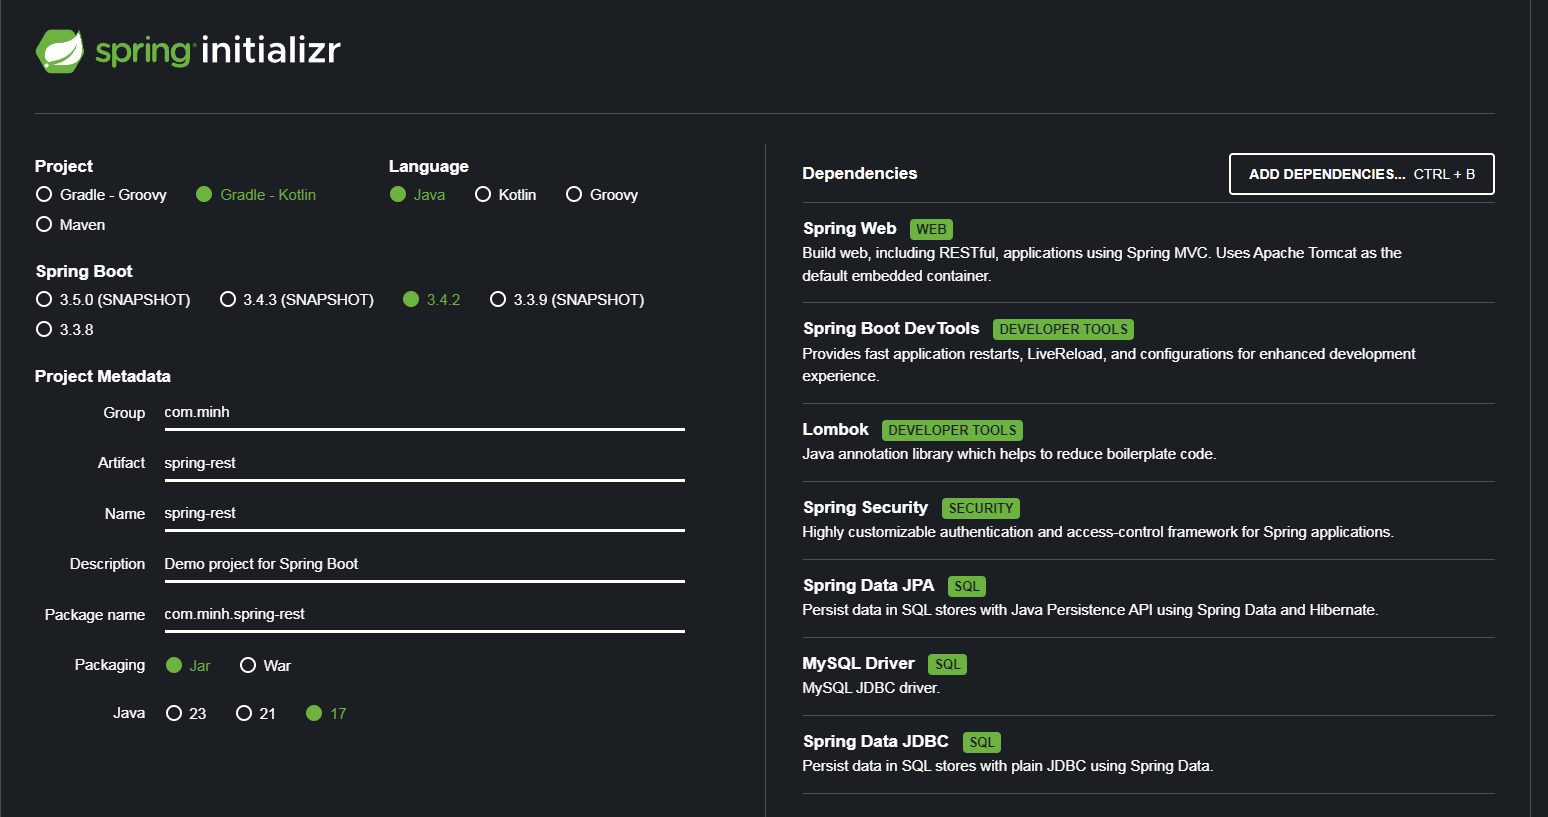 spring initializr
Project
Gradle - Groovy Gradle - Kotlin
Maven
Language
Java Kotlin Groovy
Spring Boot
3.5.0 (SNAPSHOT) 3.4.3 (SNAPSHOT) 3.4.2 3.3.9 (SNAPSHOT)
3.3.8
Project Metadata
Group com.minh
Artifact spring-rest
Name spring-rest
Description Demo project for Spring Boot
Package name com.minh.spring-rest
Packaging Jar War
Java 23 21 17
Dependencies ADD DEPENDENCIES... CTRL + B
Spring Web WEB
Build web, including RESTful, applications using Spring MVC. Uses Apache Tomcat as the
default embedded container.
Spring Boot DevTools DEVELOPER TOOLS
Provides fast application restarts, LiveReload, and configurations for enhanced development
experience.
Lombok DEVELOPER TOOLS
Java annotation library which helps to reduce boilerplate code.
Spring Security SECURITY
Highly customizable authentication and access-control framework for Spring applications.
Spring Data JPA SQL
Persist data in SQL stores with Java Persistence API using Spring Data and Hibernate.
MySQL Driver SQL
MySQL JDBC driver.
Spring Data JDBC SQL
Persist data in SQL stores with plain JDBC using Spring Data.